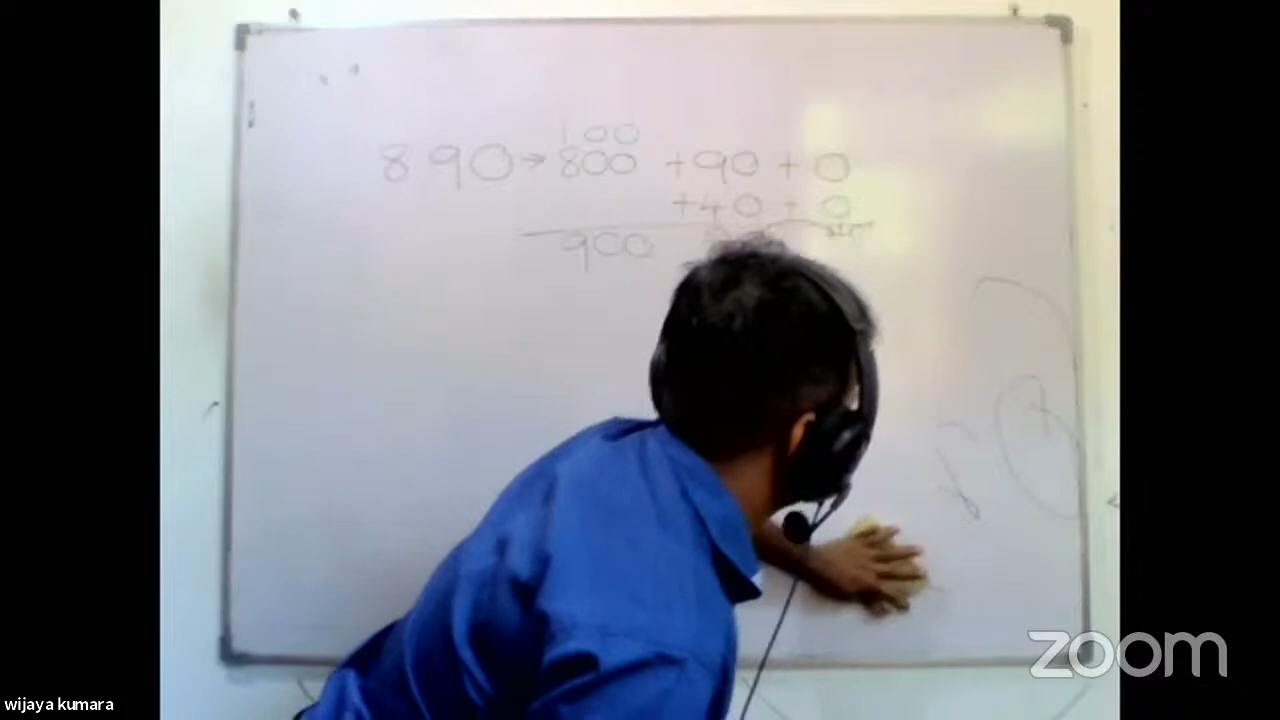 100
890 → 800 + 90 + 0
+ 40 + 0
900
zoom
wijaya kumara